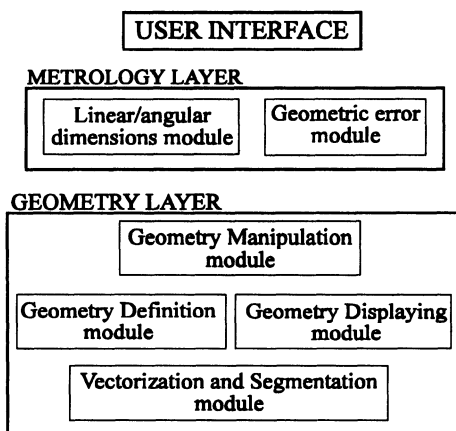 USER INTERFACE
METROLOGY LAYER
Linear/angular
dimensions module
Geometric error
module
GEOMETRY LAYER
Geometry Manipulation
module
Geometry Definition
module
Geometry Displaying
module
Vectorization and Segmentation
module